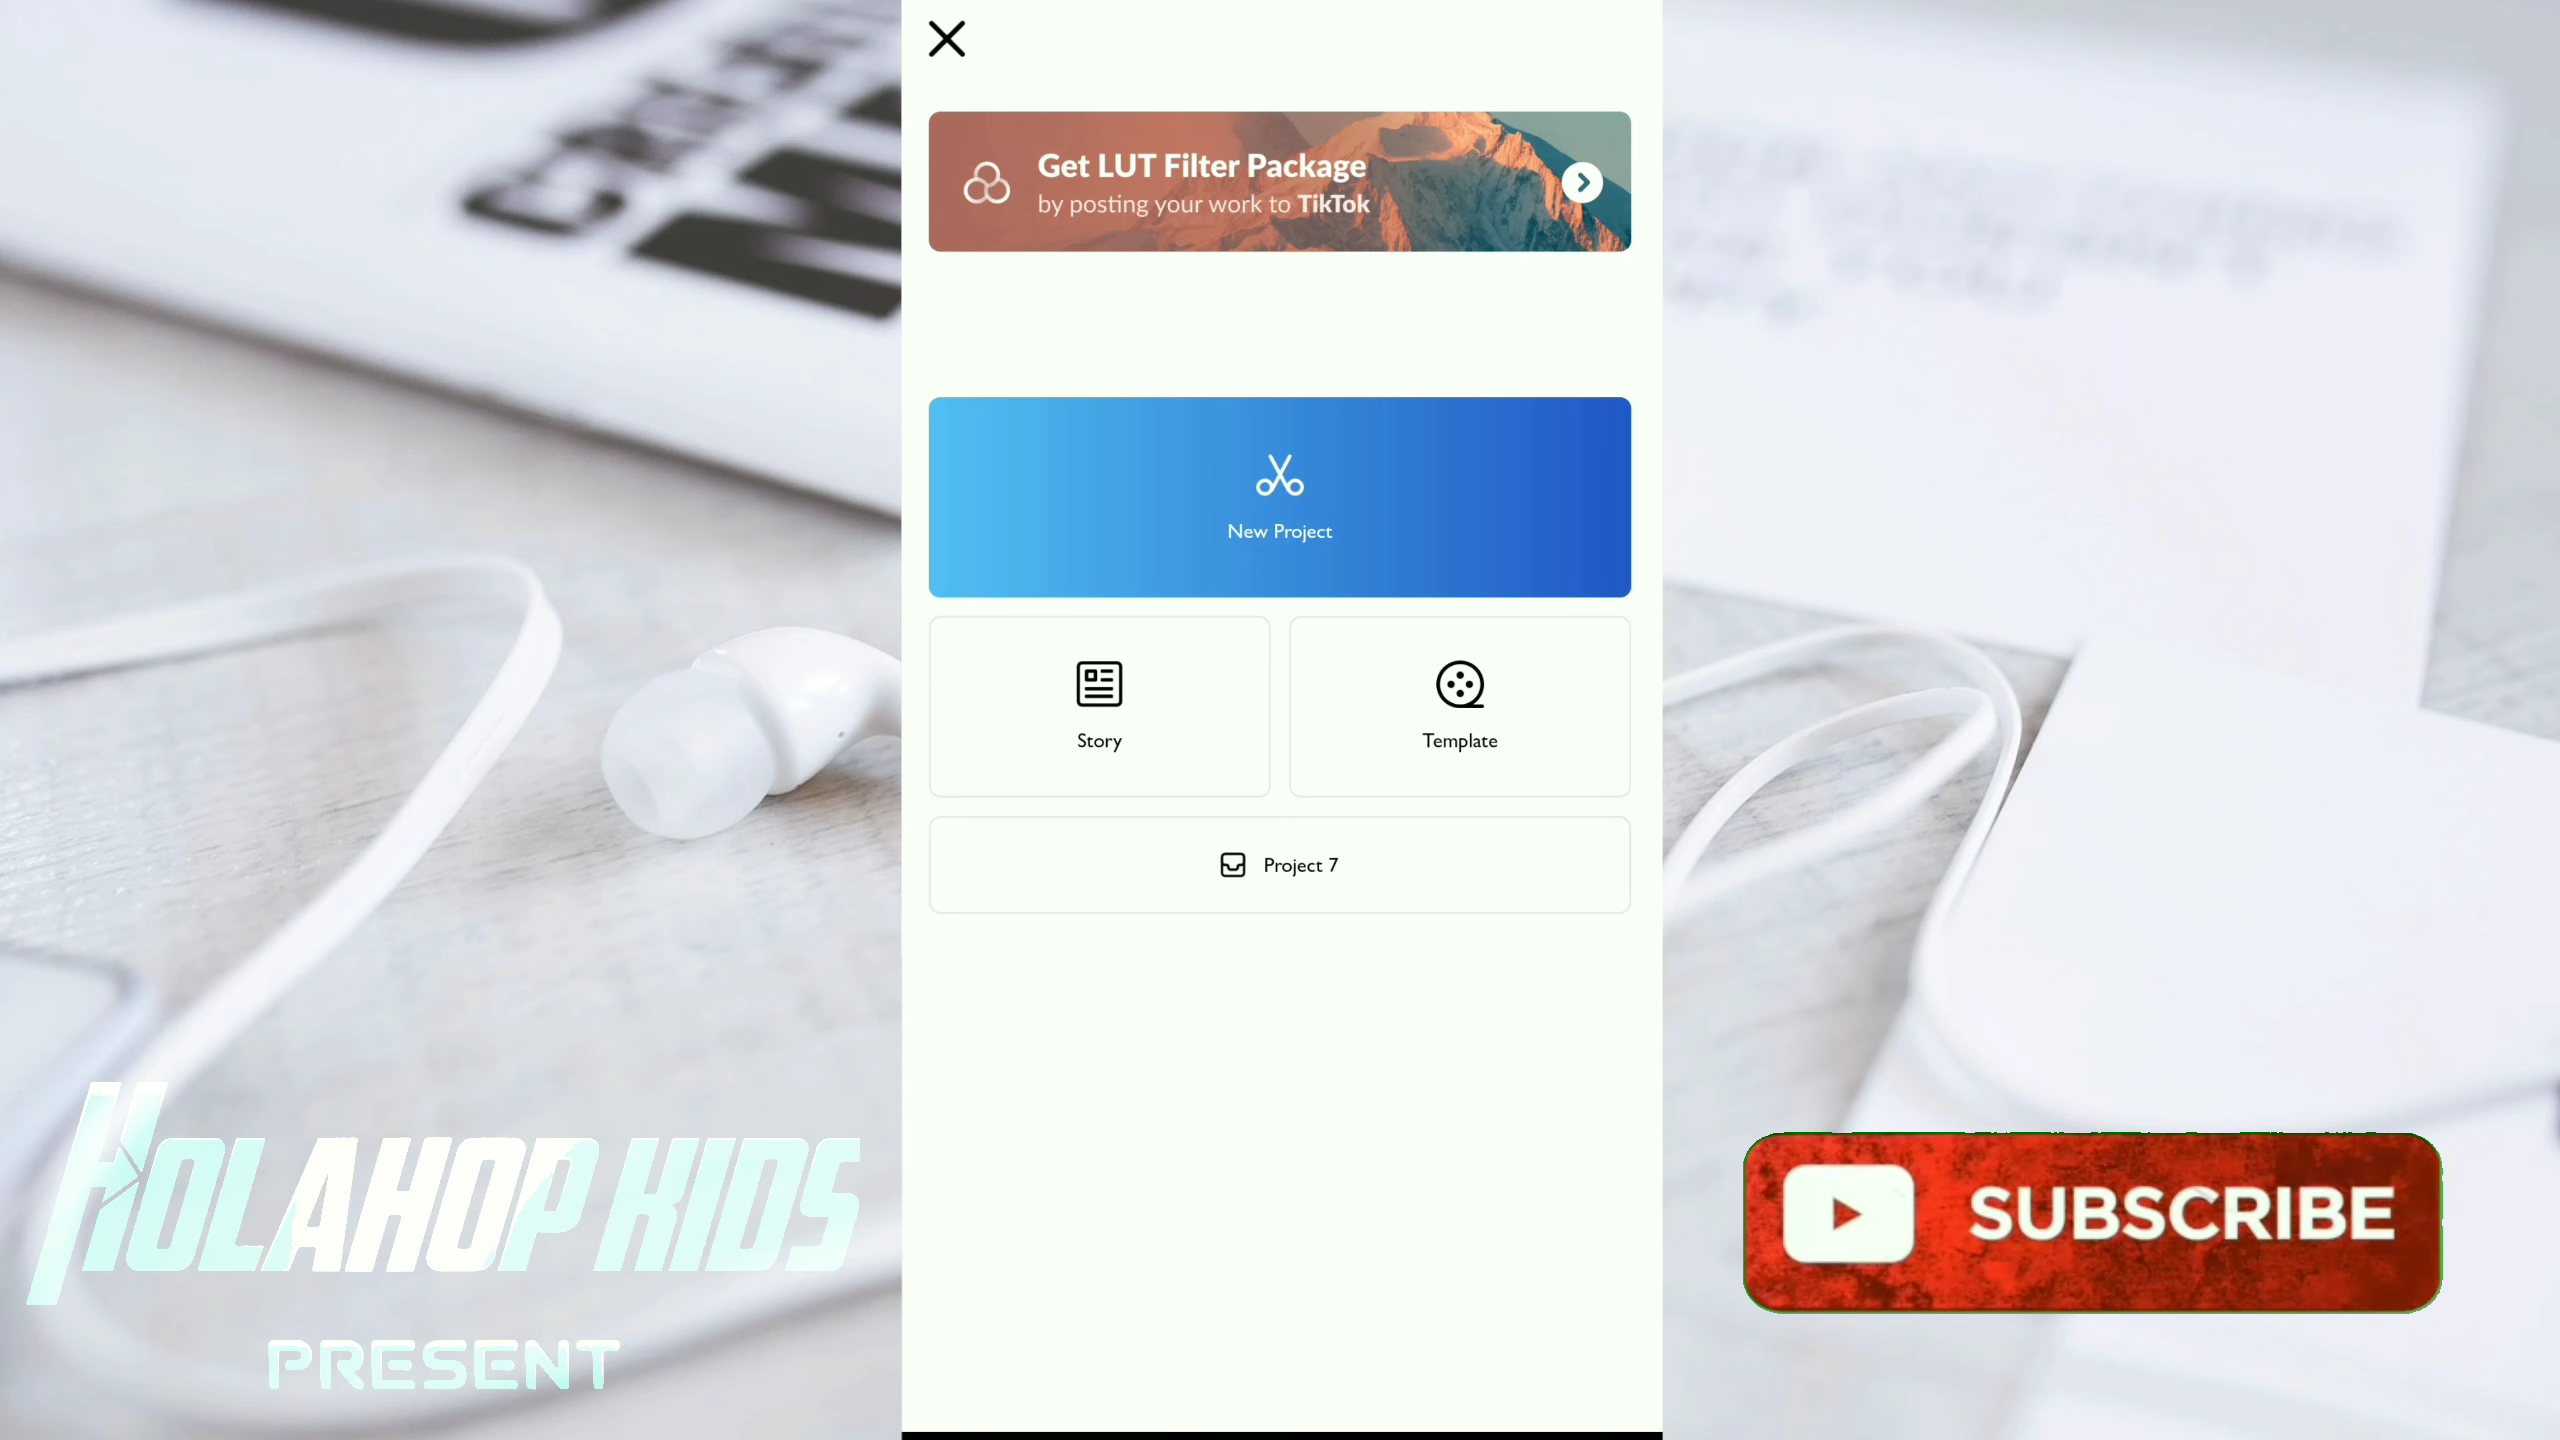 Get LUT Filter Package
by posting your work to TikTok
New Project
Story
Template
Project 7
HOLAHOP KIDS
PRESENT
SUBSCRIBE